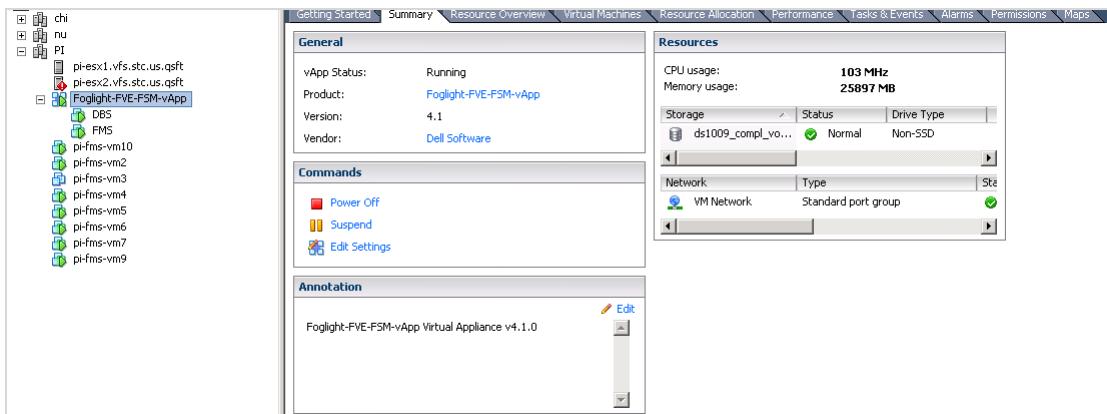 chi
nu
PI
pi-esx1.vfs.stc.us.qsft
pi-esx2.vfs.stc.us.qsft
Foglight-FVE-FSM-vApp
DBS
FMS
pi-fms-vm10
pi-fms-vm2
pi-fms-vm3
pi-fms-vm4
pi-fms-vm5
pi-fms-vm6
pi-fms-vm7
pi-fms-vm9
Getting Started Summary Resource Overview Virtual Machines Resource Allocation Performance Tasks & Events Alarms Permissions Maps
General
vApp Status: Running
Product: Foglight-FVE-FSM-vApp
Version: 4.1
Vendor: Dell Software
Commands
Power Off
Suspend
Edit Settings
Annotation
Edit
Foglight-FVE-FSM-vApp Virtual Appliance v4.1.0
Resources
CPU usage: 103 MHz
Memory usage: 25897 MB
Storage Status Drive Type
ds1009_compl_vo... Normal Non-SSD
Network Type Sta
VM Network Standard port group